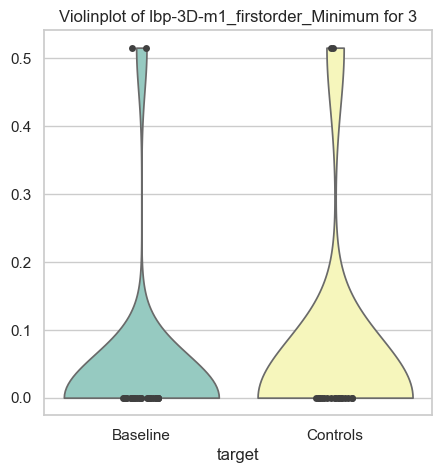 Violinplot of lbp-3D-m1_firstorder_Minimum for 3
0.5
0.4
0.3
0.2
0.1
0.0
Baseline Controls
target